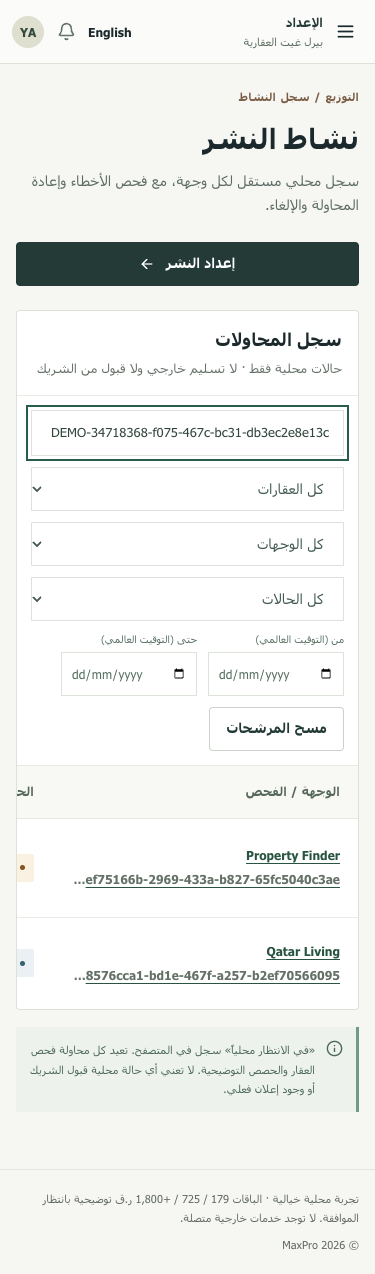 الإعداد
بيرل غيت العقارية
English
YA
التوزيع / سجل النشاط
نشاط النشر
سجل محلي مستقل لكل وجهة، مع فحص الأخطاء وإعادة
المحاولة والإلغاء.
إعداد النشر ←
سجل المحاولات
حالات محلية فقط · لا تسليم خارجي ولا قبول من الشريك
DEMO-34718368-f075-467c-bc31-db3ec2e8e13c
كل العقارات
كل الوجهات
كل الحالات
من (التوقيت العالمي)
حتى (التوقيت العالمي)
dd/mm/yyyy
dd/mm/yyyy
مسح المرشحات
الوجهة / الفحص
الح
Property Finder
ef75166b-2969-433a-b827-65fc5040c3ae...
Qatar Living
8576cca1-bd1e-467f-a257-b2ef70566095...
«في الانتظار محلياً» سجل في المتصفح. تعيد كل محاولة فحص
العقار والحصص التوضيحية. لا تعني أي حالة محلية قبول الشريك
أو وجود إعلان فعلي.
تجربة محلية خيالية · الباقات 179 / 725 / +1,800 ر.ق توضيحية بانتظار
الموافقة. لا توجد خدمات خارجية متصلة.
© 2026 MaxPro